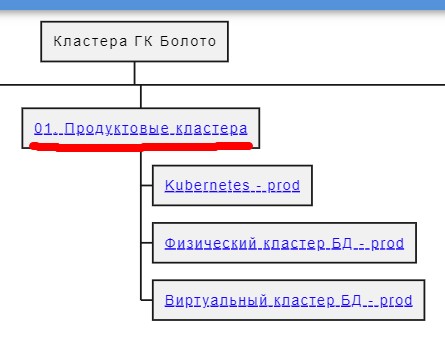 Кластера ГК Болото
01. Продуктовые кластера
Kubernetes - prod
Физический кластер БД - prod
Виртуальный кластер БД - prod